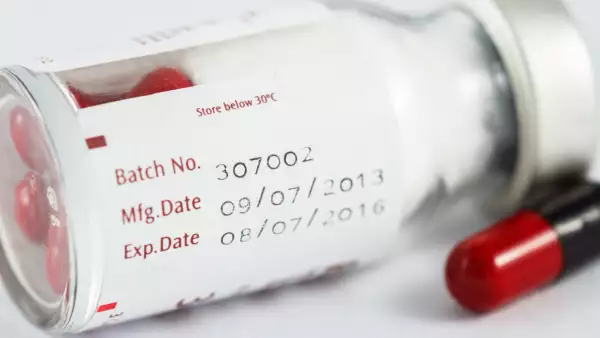 Store below 30°C
Batch No. 307002
Mfg.Date 09/07/2013
Exp.Date 08/07/2016